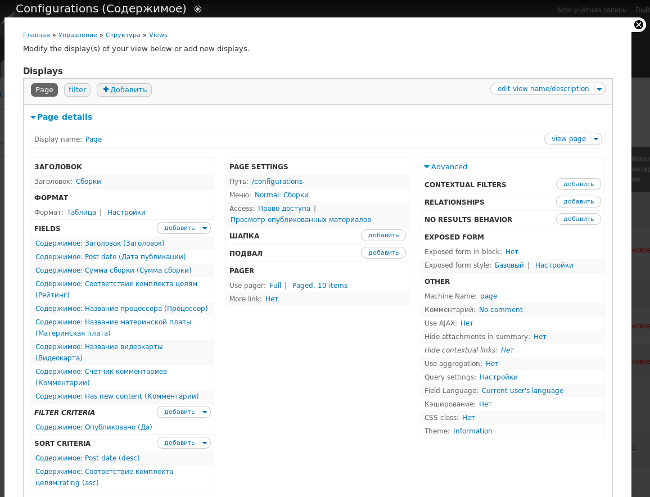 Configurations (Содержимое)
Моя учётная запись
Главная » Управление » Структура » Views
Modify the display(s) of your view below or add new displays.
Displays
Page
filter
Добавить
edit view name/description
Page details
Display name: Page
view page
ЗАГОЛОВОК
Заголовок: Сборки
ФОРМАТ
Формат: Таблица | Настройки
FIELDS
добавить
Содержимое: Заголовок (Заголовок)
Содержимое: Post date (Дата публикации)
Содержимое: Сумма сборки (Сумма сборки)
Содержимое: Соответствие комплекта целям
(Рейтинг)
Содержимое: Название процессора (Процессор)
Содержимое: Название материнской платы
(Материнская плата)
Содержимое: Название видеокарты
(Видеокарта)
Содержимое: Счетчик комментариев
(Комментарии)
Содержимое: Has new content (Комментарии)
FILTER CRITERIA
добавить
Содержимое: Опубликовано (Да)
SORT CRITERIA
добавить
Содержимое: Post date (desc)
Содержимое: Соответствие комплекта
целям:rating (asc)
PAGE SETTINGS
Путь: /configurations
Меню: Normal: Сборки
Access: Право доступа |
Просмотр опубликованных материалов
ШАПКА
добавить
ПОДВАЛ
добавить
PAGER
Use pager: Full | Paged, 10 items
More link: Нет
Advanced
CONTEXTUAL FILTERS
добавить
RELATIONSHIPS
добавить
NO RESULTS BEHAVIOR
добавить
EXPOSED FORM
Exposed form in block: Нет
Exposed form style: Базовый | Настройки
OTHER
Machine Name: page
Комментарий: No comment
Use AJAX: Нет
Hide attachments in summary: Нет
Hide contextual links: Нет
Use aggregation: Нет
Query settings: Настройки
Field Language: Current user's language
Кэширование: Нет
CSS class: Нет
Theme: Information